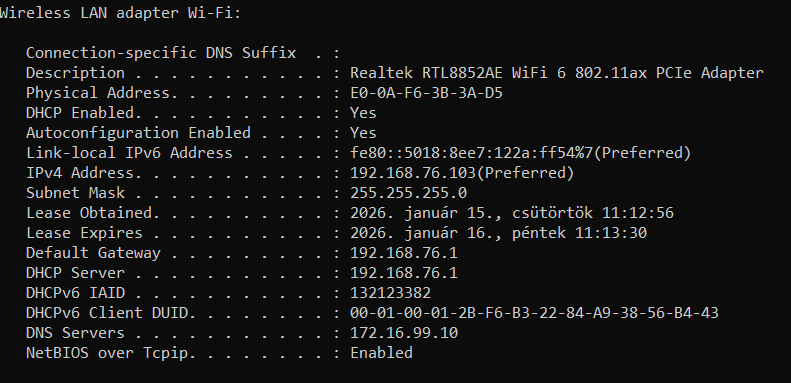 Wireless LAN adapter Wi-Fi:
Connection-specific DNS Suffix  . :
Description . . . . . . . . . . . : Realtek RTL8852AE WiFi 6 802.11ax PCIe Adapter
Physical Address. . . . . . . . . : E0-0A-F6-3B-3A-D5
DHCP Enabled. . . . . . . . . . . : Yes
Autoconfiguration Enabled . . . . : Yes
Link-local IPv6 Address . . . . . : fe80::5018:8ee7:122a:ff54%7(Preferred)
IPv4 Address. . . . . . . . . . . : 192.168.76.103(Preferred)
Subnet Mask . . . . . . . . . . . : 255.255.255.0
Lease Obtained. . . . . . . . . . : 2026. január 15., csütörtök 11:12:56
Lease Expires . . . . . . . . . . : 2026. január 16., péntek 11:13:30
Default Gateway . . . . . . . . . : 192.168.76.1
DHCP Server . . . . . . . . . . . : 192.168.76.1
DHCPv6 IAID . . . . . . . . . . . : 132123382
DHCPv6 Client DUID. . . . . . . . : 00-01-00-01-2B-F6-B3-22-84-A9-38-56-B4-43
DNS Servers . . . . . . . . . . . : 172.16.99.10
NetBIOS over Tcpip. . . . . . . . : Enabled